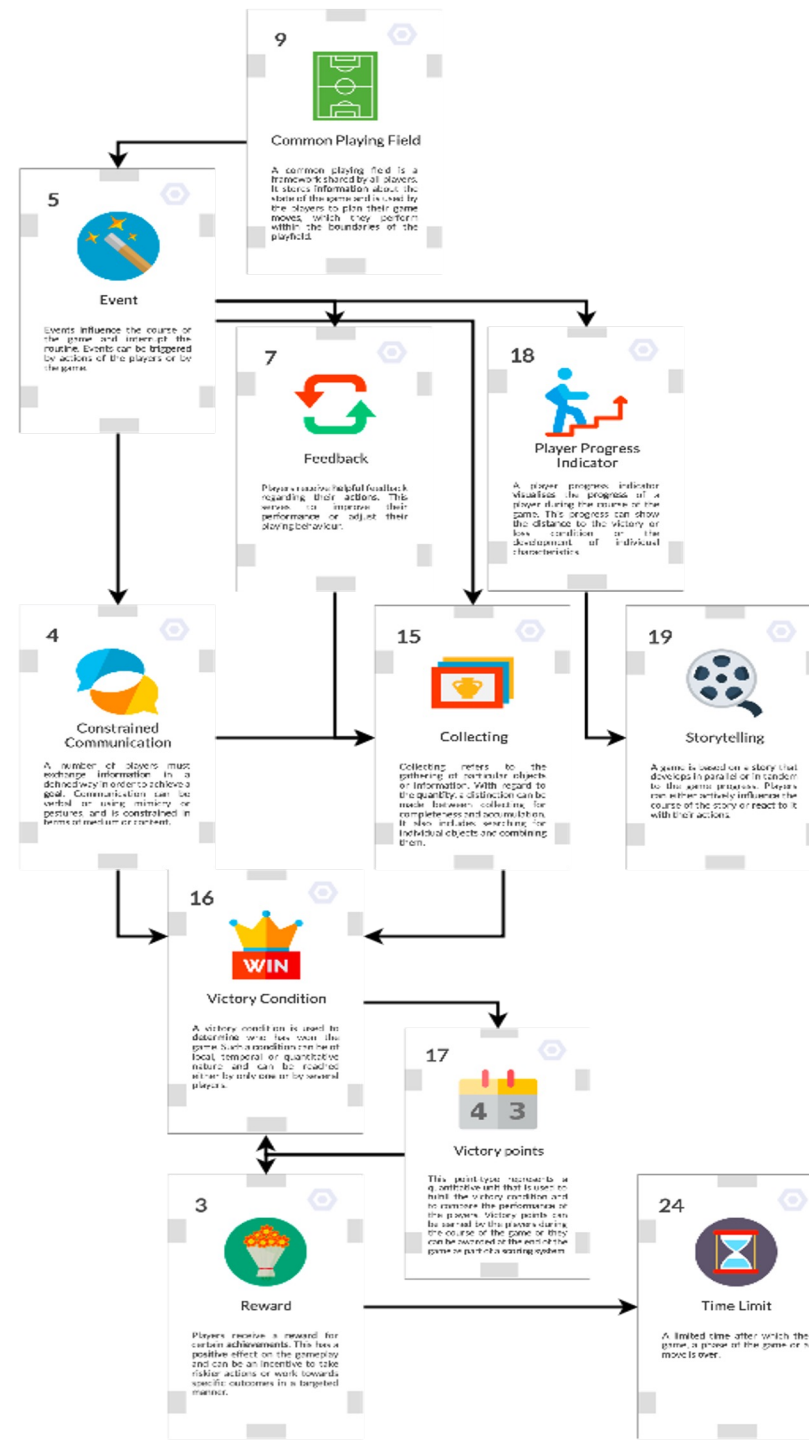 9
Common Playing Field
A common playing field is a
framework shared by all players.
It stores information about the
state of the game and is used by
the players to plan their game
moves, which they perform
within the boundaries of the
playfield.
5
Event
Events influence the course of
the game and interrupt the
routine. Events can be triggered
by actions of the players or by
the game.
7
Feedback
Players receive helpful feedback
regarding their actions. This
serves to improve their
performance or adjust their
playing behaviour.
18
Player Progress
Indicator
A player progress indicator
visualises the progress of a
player during the course of the
game. This progress can show
the distance to the victory or
loss condition or the
development of individual
characteristics.
4
Constrained
Communication
A number of players must
exchange information in a
defined way in order to achieve a
goal. Communication can be
verbal or using mimicry or
gestures, and is constrained in
terms of medium or content.
15
Collecting
Collecting refers to the
gathering of particular objects
or information. With regard to
the quantity, a distinction can be
made between collecting for
completeness and accumulation.
It also includes searching for
individual objects and combining
them.
19
Storytelling
A game is based on a story that
develops in parallel or in tandem
to the game progress. Players
can either actively influence the
course of the story or react to it
with their actions.
16
WIN
Victory Condition
A victory condition is used to
determine who has won the
game. Such a condition can be of
local, temporal or quantitative
nature and can be reached
either by only one or by several
players.
17
4 3
Victory points
This point-type represents a
quantitative unit that is used to
fulfil the victory condition and
to compare the performance of
the players. Victory points can
be earned by the players during
the course of the game or they
can be awarded at the end of the
game as part of a scoring system.
3
Reward
Players receive a reward for
certain achievements. This has a
positive effect on the gameplay
and can be an incentive to take
riskier actions or work towards
specific outcomes in a targeted
manner.
24
Time Limit
A limited time after which the
game, a phase of the game or a
move is over.